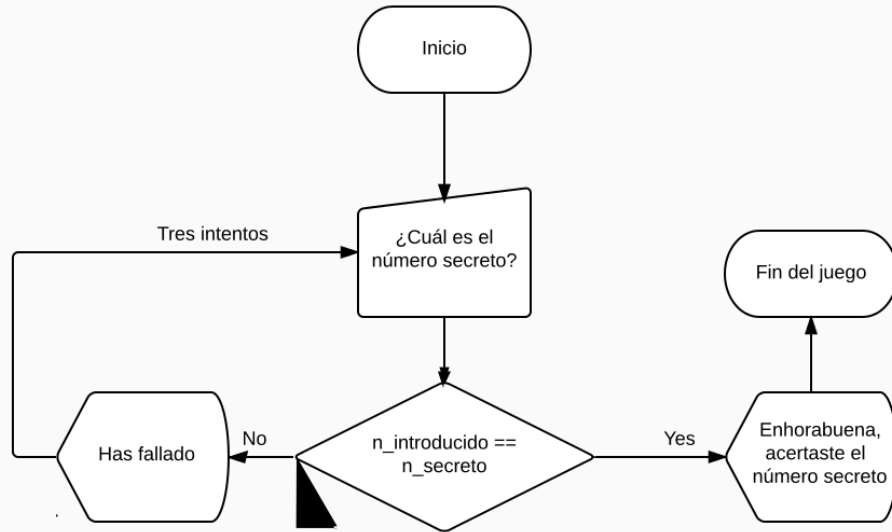 Inicio
Tres intentos
¿Cuál es el
número secreto?
Fin del juego
Has fallado
No
n_introducido ==
n_secreto
Yes
Enhorabuena,
acertaste el
número secreto